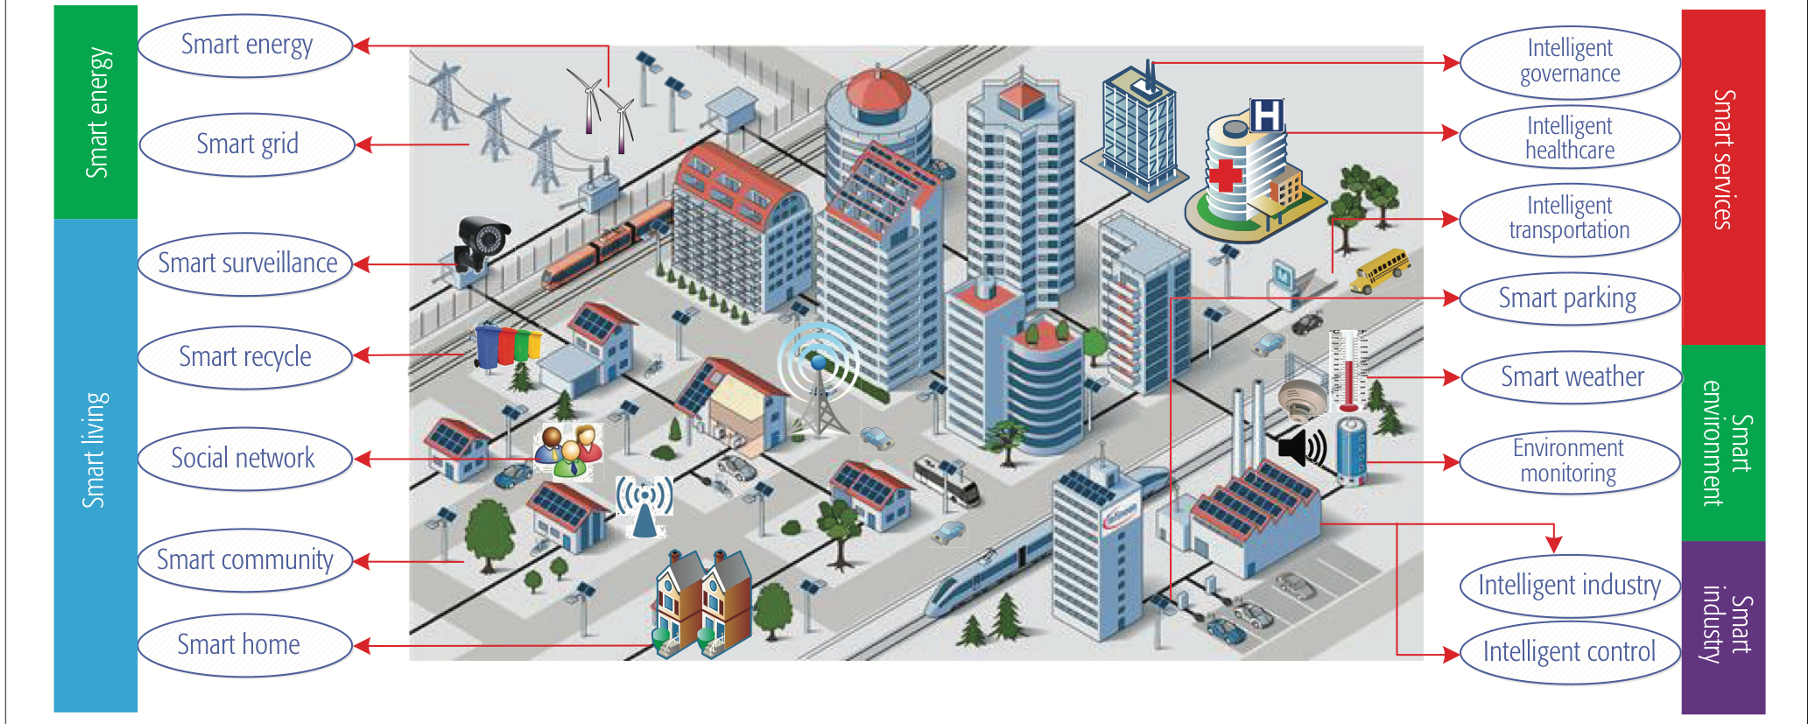 Smart energy
Smart living
Smart energy
Smart grid
Smart surveillance
Smart recycle
Social network
Smart community
Smart home
H
Infineon
Intelligent
governance
Intelligent
healthcare
Intelligent
transportation
Smart parking
Smart weather
Environment
monitoring
Intelligent industry
Intelligent control
Smart services
Smart
environment
Smart
industry